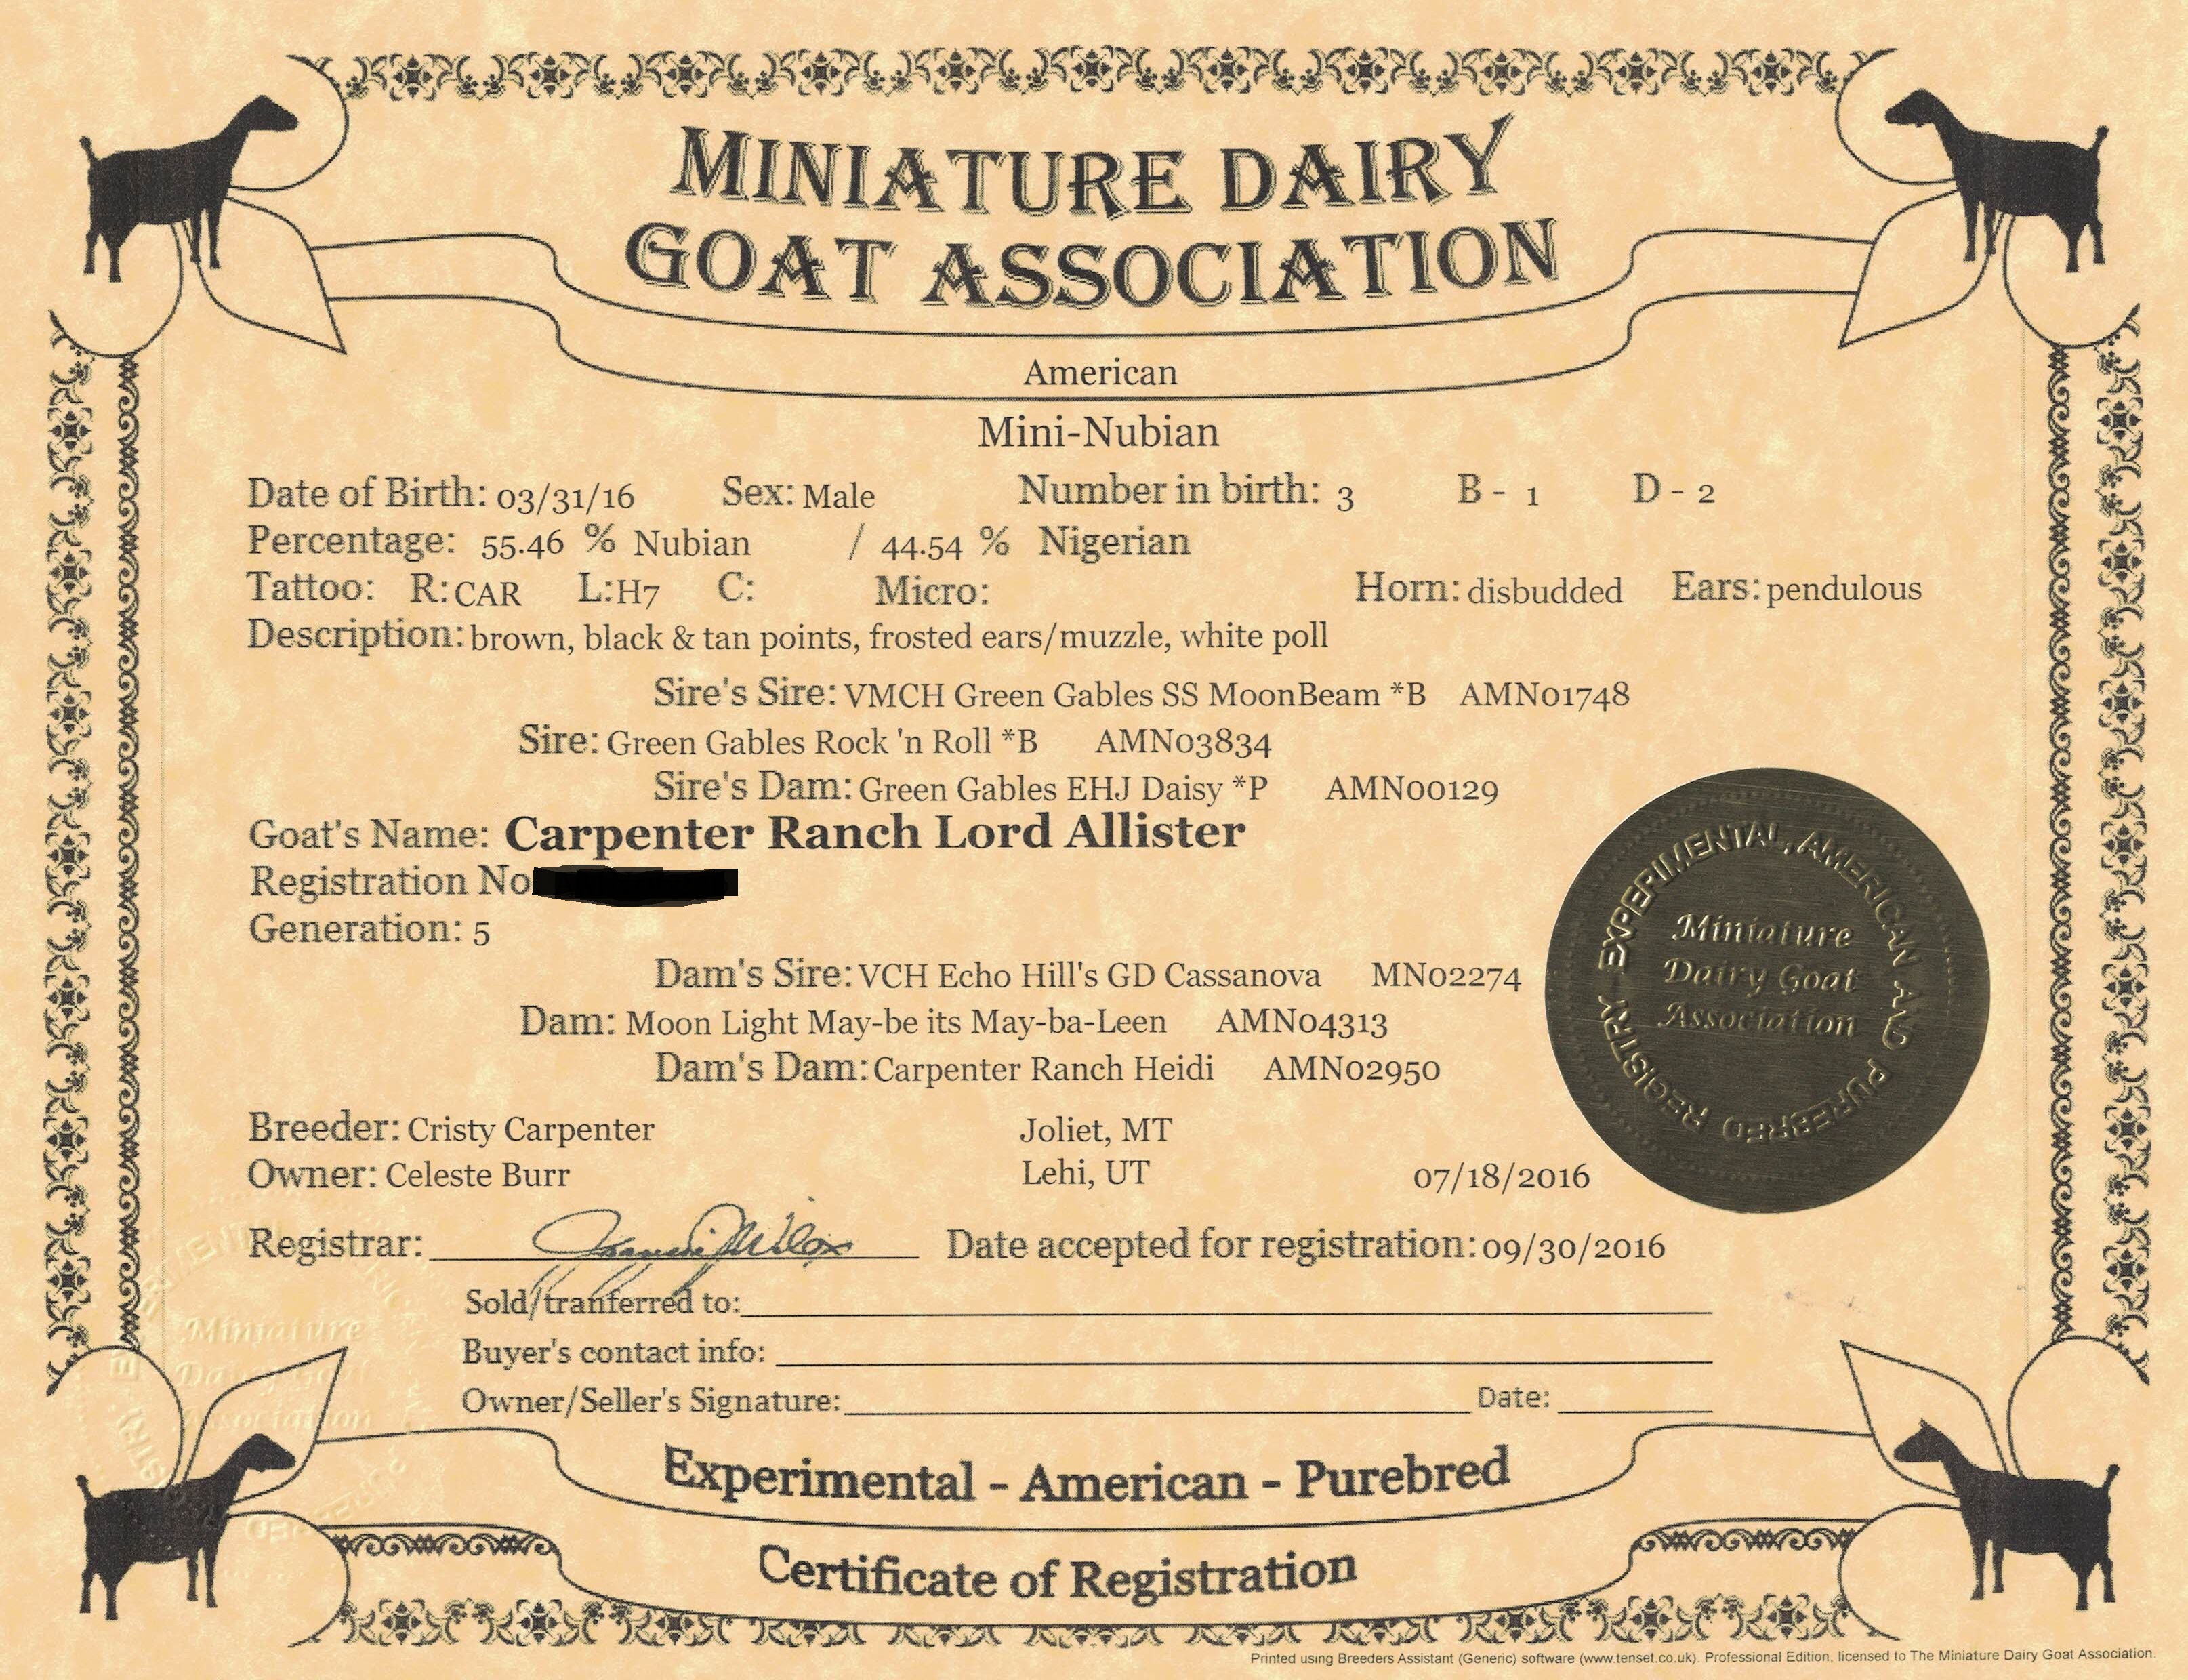 MINIATURE DAIRY
GOAT ASSOCIATION
American
Mini-Nubian
Date of Birth: 03/31/16 Sex: Male Number in birth: 3 B - 1 D - 2
Percentage: 55.46 % Nubian / 44.54 % Nigerian
Tattoo: R: CAR L: H7 C: Micro: Horn: disbudded Ears: pendulous
Description: brown, black & tan points, frosted ears/muzzle, white poll
Sire's Sire: VMCH Green Gables SS MoonBeam *B AMN01748
Sire: Green Gables Rock 'n Roll *B AMN03834
Sire's Dam: Green Gables EHJ Daisy *P AMN00129
Goat's Name: Carpenter Ranch Lord Allister
Registration No
Generation: 5
Dam's Sire: VCH Echo Hill's GD Cassanova MN02274
Dam: Moon Light May-be its May-ba-Leen AMN04313
Dam's Dam: Carpenter Ranch Heidi AMN02950
EXPERIMENTAL, AMERICAN AND PUREBRED REGISTRY
Miniature
Dairy Goat
Association
Breeder: Cristy Carpenter Joliet, MT
Owner: Celeste Burr Lehi, UT 07/18/2016
Registrar: Date accepted for registration: 09/30/2016
Sold/tranferred to:
Buyer's contact info:
Owner/Seller's Signature: Date:
Miniature
Dairy Goat
Association
Experimental - American - Purebred
Certificate of Registration
Printed using Breeders Assistant (Generic) software (www.tenset.co.uk). Professional Edition, licensed to The Miniature Dairy Goat Association.